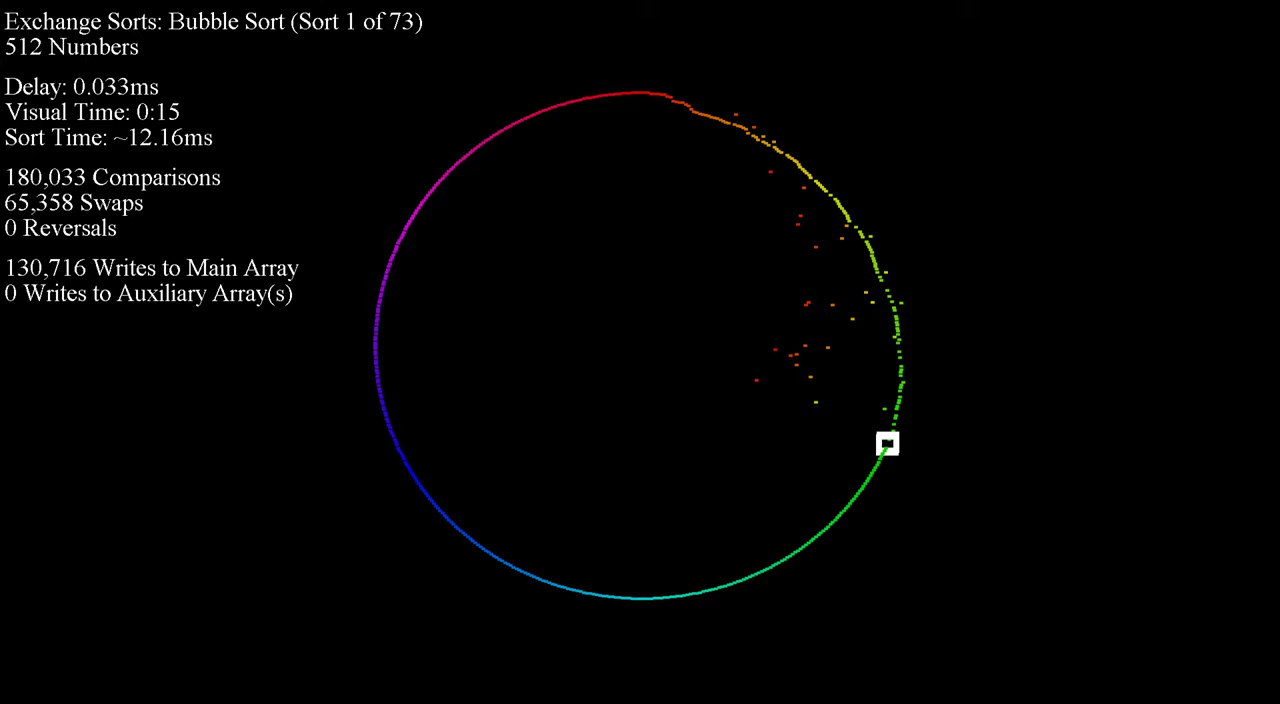 Exchange Sorts: Bubble Sort (Sort 1 of 73)
512 Numbers
Delay: 0.033ms
Visual Time: 0:15
Sort Time: ~12.16ms
180,033 Comparisons
65,358 Swaps
0 Reversals
130,716 Writes to Main Array
0 Writes to Auxiliary Array(s)